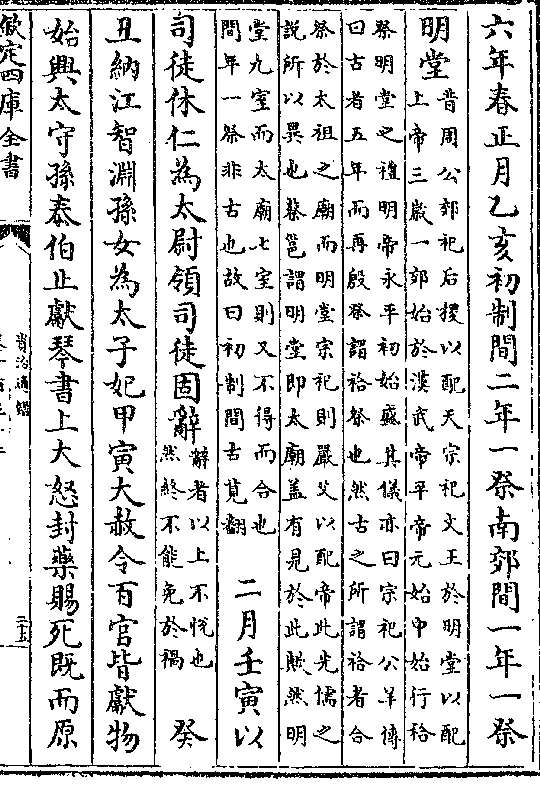 六年春正月乙亥初制間二年一祭南郊間一年一祭
明堂
昔周公郊祀后稷以配天宗祀文王於明堂以配
上帝三歳一郊始於漢武帝平帝元始中始行祫
祭明堂之禮明帝永平初始盛其儀亦曰宗祀公羊傳
曰古者五年而再殷祭謂祫祭也然古之所謂祫者合
祭於太祖之廟而明堂宗祀則嚴父以配帝此先儒之
説所以異也蔡邕謂明堂即太廟盖有見於此歟然明
堂九室而太廟七室則又不得而合也
間年一祭非古也故曰初制間古莧翻
二月壬寅以
司徒休仁為太尉領司徒固辭
辭者以上不悦也
然終不能免於禍
癸
丑納江智淵孫女為太子妃甲寅大赦令百官皆獻物
始興太守孫奉伯止獻琴書上大怒封藥賜死既而原
欽定四庫全書
資治通鑑